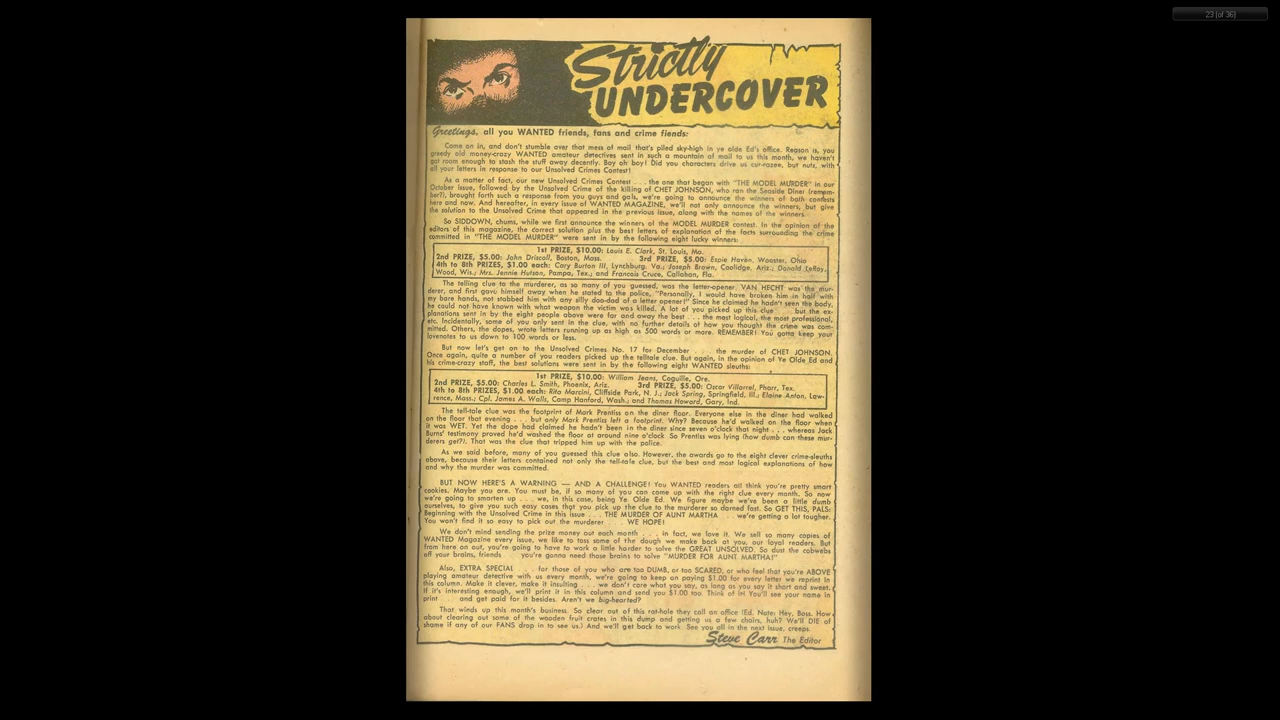 23 (of 36)
Strictly
UNDERCOVER
Greetings, all you WANTED friends, fans and crime fiends:
Come on in, and don't stumble over that mess of mail that's piled sky-high in ye olde Ed's office. Reason is, you
greedy old money-crazy WANTED amateur detectives sent in such a mountain of mail to us this month, we haven't
got room enough to stash the stuff away decently. Boy oh boy! Did you characters drive us cur-razee, but nuts, with
all your letters in response to our Unsolved Crimes Contest!
As a matter of fact, our new Unsolved Crimes Contest . . . the one that began with "THE MODEL MURDER" in our
October issue, followed by the Unsolved Crime of the killing of CHET JOHNSON, who ran the Seaside Diner (remem-
ber?), brought forth such a response from you guys and gals, we're going to announce the winners of both contests
here and now. And hereafter, in every issue of WANTED MAGAZINE, we'll not only announce the winners, but give
the solution to the Unsolved Crime that appeared in the previous issue, along with the names of the winners.
So SIDDOWN, chums, while we first announce the winners of the MODEL MURDER contest. In the opinion of the
editors of this magazine, the correct solution plus the best letters of explanation of the facts surrounding the crime
committed in "THE MODEL MURDER" were sent in by the following eight lucky winners:
1st PRIZE, $10.00: Louis E. Clark, St. Louis, Mo.
2nd PRIZE, $5.00: John Driscall, Boston, Mass. 3rd PRIZE, $5.00: Espie Haven, Wooster, Ohio
4th to 8th PRIZES, $1.00 each: Cary Burton III, Lynchburg, Va.; Joseph Brown, Coolidge, Ariz.; Donald LeRoy,
Wood, Wis.; Mrs. Jennie Hutson, Pampa, Tex.; and Francois Cruce, Callahan, Fla.
The telling clue to the murderer, as so many of you guessed, was the letter-opener. VAN HECHT was the mur-
derer, and first gave himself away when he stated to the police, "Personally, I would have broken him in half with
my bare hands, not stabbed him with any silly doo-dad of a letter opener!" Since he claimed he hadn't seen the body,
he could not have known with what weapon the victim was killed. A lot of you picked up this clue . . . but the ex-
planations sent in by the eight people above were far and away the best . . . the most logical, the most professional,
etc. Incidentally, some of you only sent in the clue, with no further details of how you thought the crime was com-
mitted. Others, the dopes, wrote letters running up as high as 500 words or more. REMEMBER! You gotta keep your
lovenotes to us down to 100 words or less.
But now let's get on to the Unsolved Crimes No. 17 for December . . . the murder of CHET JOHNSON.
Once again, quite a number of you readers picked up the telltale clue. But again, in the opinion of Ye Olde Ed and
his crime-crazy staff, the best solutions were sent in by the following eight WANTED sleuths:
1st PRIZE, $10.00: William Jeans, Coquille, Ore.
2nd PRIZE, $5.00: Charles L. Smith, Phoenix, Ariz. 3rd PRIZE, $5.00: Oscar Villarrel, Pharr, Tex.
4th to 8th PRIZES, $1.00 each: Rita Marcini, Cliffside Park, N. J.; Jack Spring, Springfield, Ill.; Elaine Anton, Law-
rence, Mass.; Cpl. James A. Walls, Camp Hanford, Wash.; and Thomas Howard, Gary, Ind.
The tell-tale clue was the footprint of Mark Prentiss on the diner floor. Everyone else in the diner had walked
on the floor that evening . . . but only Mark Prentiss left a footprint. Why? Because he'd walked on the floor when
it was WET. Yet the dope had claimed he hadn't been in the diner since seven o'clock that night . . . whereas Jack
Burns' testimony proved he'd washed the floor at around nine o'clock. So Prentiss was lying (how dumb can these mur-
derers get?). That was the clue that tripped him up with the police.
As we said before, many of you guessed this clue also. However, the awards go to the eight clever crime-sleuths
above, because their letters contained not only the tell-tale clue, but the best and most logical explanations of how
and why the murder was committed.
BUT NOW HERE'S A WARNING — AND A CHALLENGE! You WANTED readers all think you're pretty smart
cookies. Maybe you are. You must be, if so many of you can come up with the right clue every month. So now
we're going to smarten up . . . we, in this case, being Ye Olde Ed. We figure maybe we've been a little dumb
ourselves, to give you such easy cases that you pick up the clue to the murderer so darned fast. So GET THIS, PALS:
Beginning with the Unsolved Crime in this issue . . . THE MURDER OF AUNT MARTHA . . . we're getting a lot tougher.
You won't find it so easy to pick out the murderer . . . WE HOPE!
We don't mind sending the prize money out each month . . . in fact, we love it. We sell so many copies of
WANTED Magazine every issue, we like to toss some of the dough we make back at you, our loyal readers. But
from here on out, you're going to have to work a little harder to solve the GREAT UNSOLVED. So dust the cobwebs
off your brains, friends . . . you're gonna need those brains to solve "MURDER FOR AUNT MARTHA!"
Also, EXTRA SPECIAL . . . for those of you who are too DUMB, or too SCARED, or who feel that you're ABOVE
playing amateur detective with us every month, we're going to keep on paying $1.00 for every letter we reprint in
this column. Make it clever, make it insulting . . . we don't care what you say, as long as you say it short and sweet.
If it's interesting enough, we'll print it in this column and send you $1.00 too. Think of it! You'll see your name in
print . . . and get paid for it besides. Aren't we big-hearted?
That winds up this month's business. So clear out of this rat-hole they call an office (Ed. Note: Hey, Boss. How
about clearing out some of the wooden fruit crates in this dump and getting us a few chairs, huh? We'll DIE of
shame if any of our FANS drop in to see us.) And we'll get back to work. See you all in the next issue, creeps.
Steve Carr The Editor